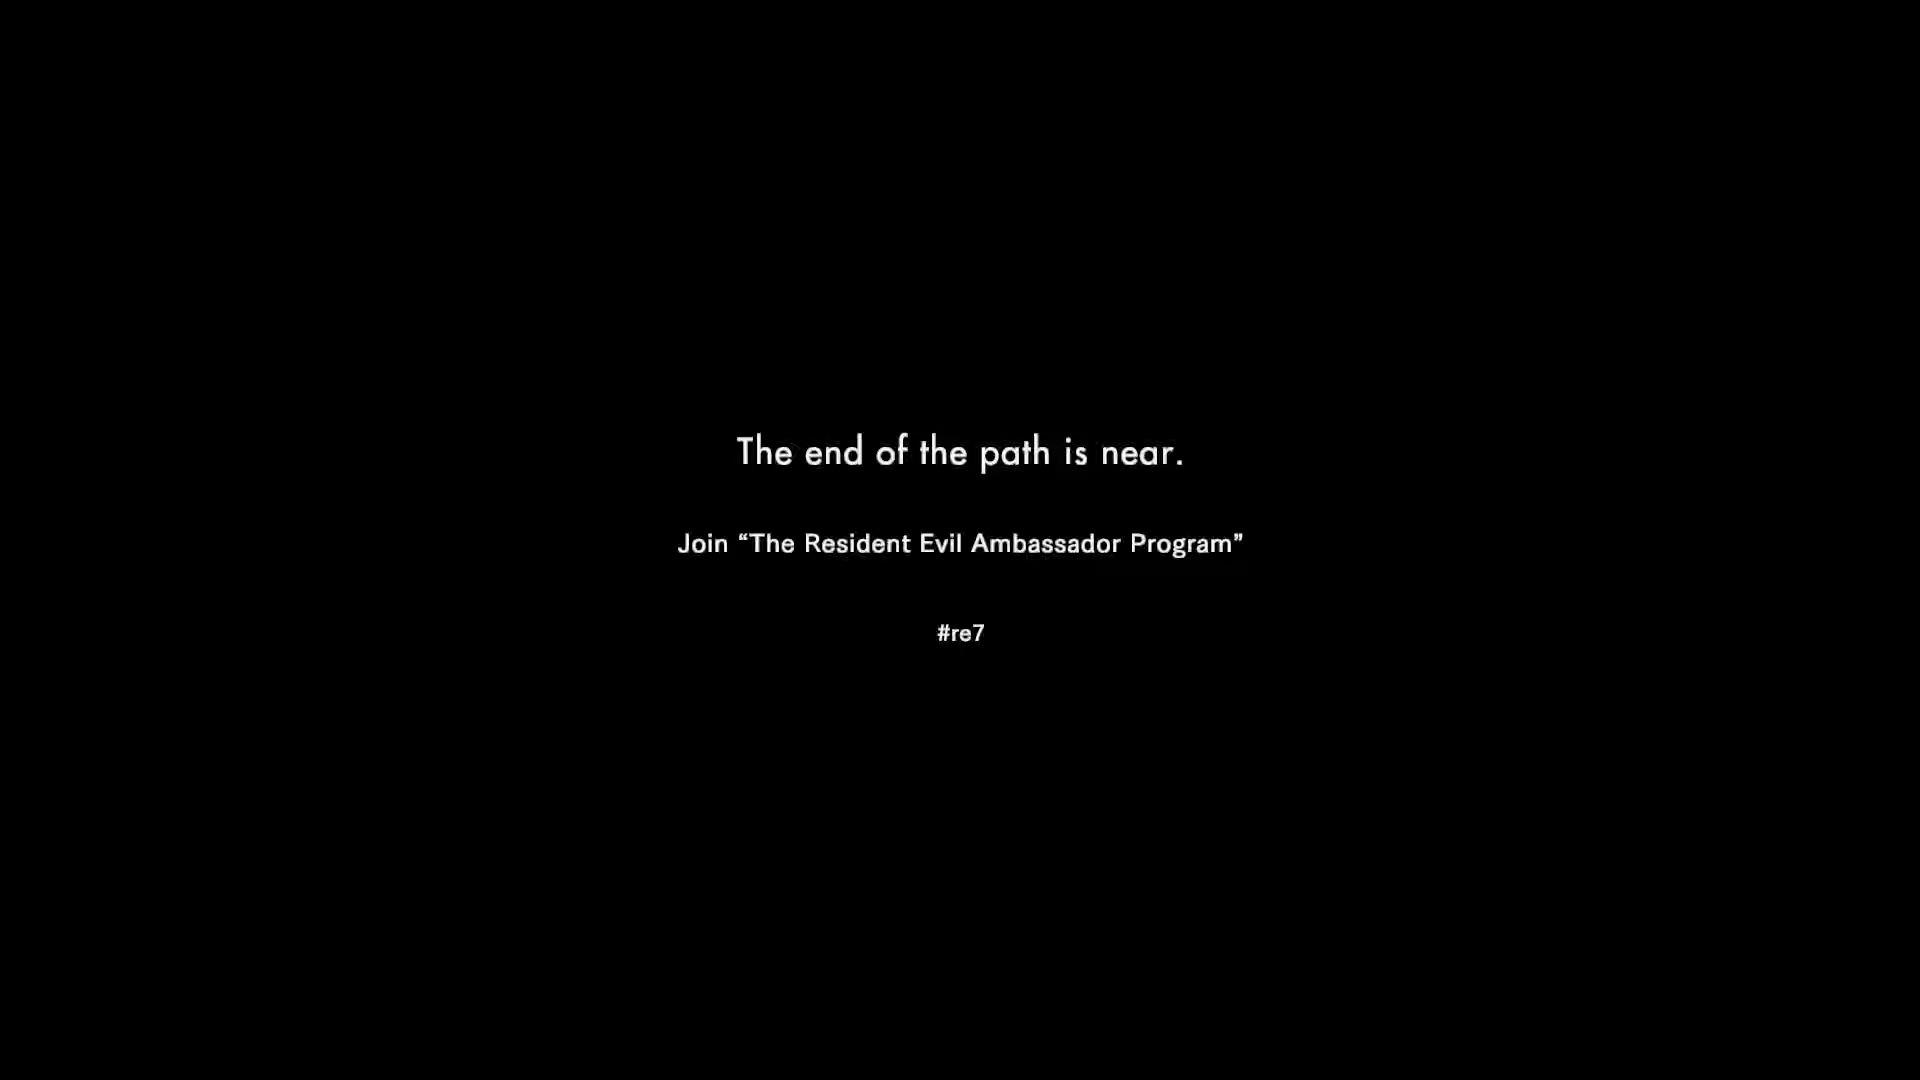 The end of the path is near.
Join “The Resident Evil Ambassador Program”
#re7